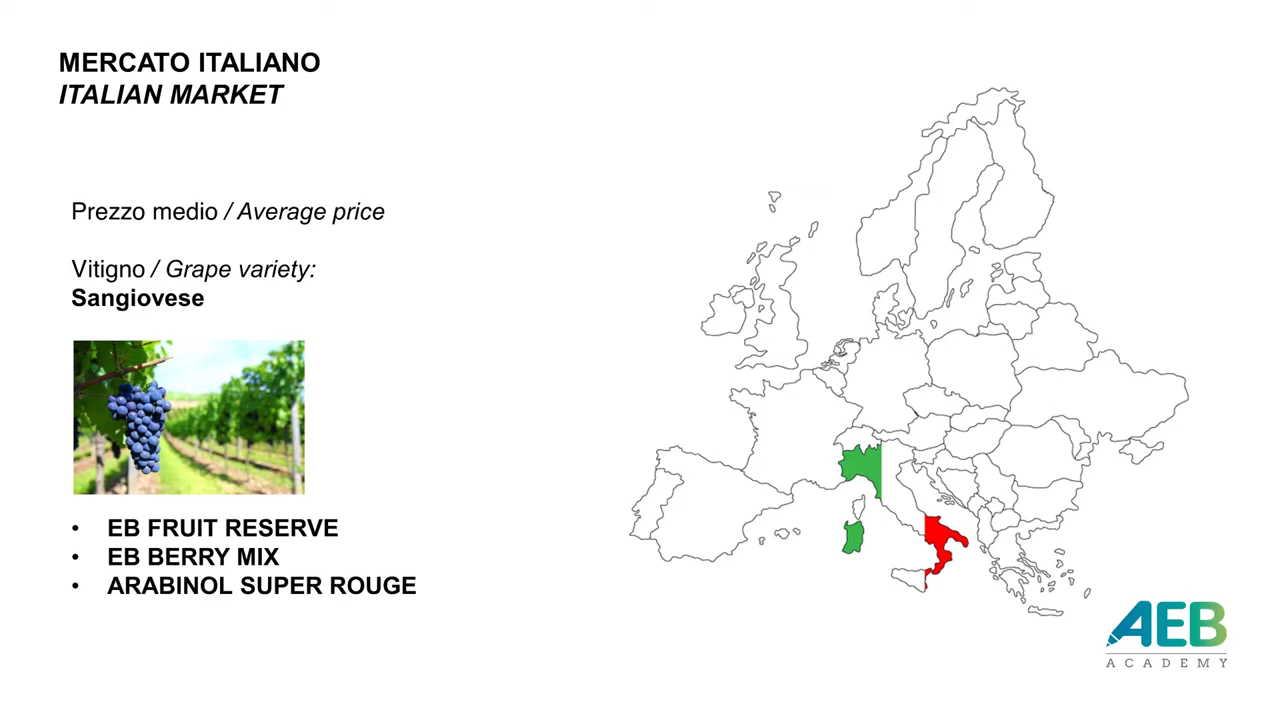 MERCATO ITALIANO
ITALIAN MARKET
Prezzo medio / Average price
Vitigno / Grape variety:
Sangiovese
• EB FRUIT RESERVE
• EB BERRY MIX
• ARABINOL SUPER ROUGE
AEB
ACADEMY